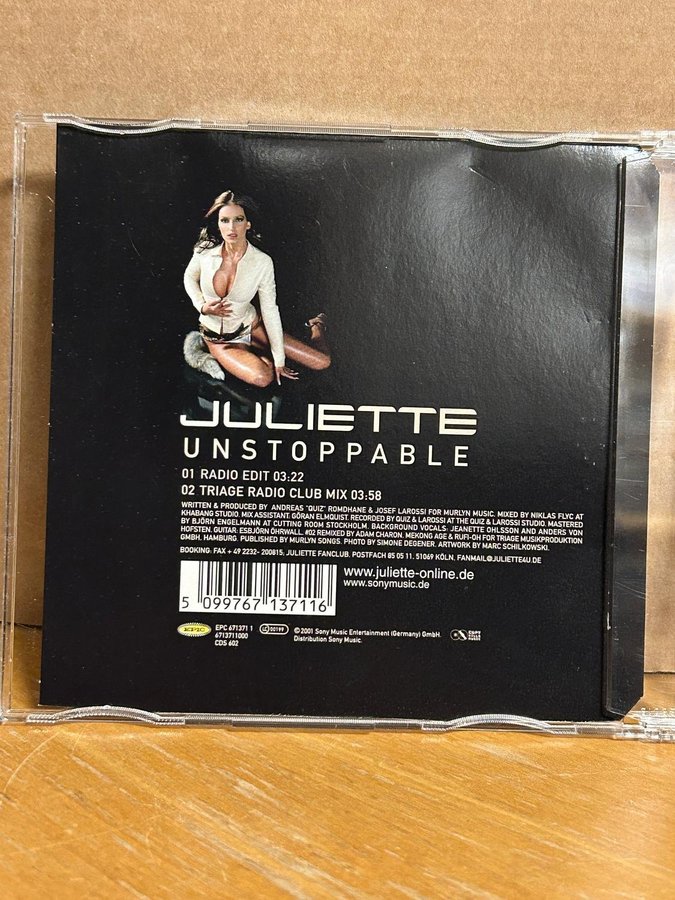 JULIETTE
UNSTOPPABLE
01 RADIO EDIT 03:22
02 TRIAGE RADIO CLUB MIX 03:58
WRITTEN & PRODUCED BY ANDREAS "QUIZ" ROMDHANE & JOSEF LAROSSI FOR MURLYN MUSIC. MIXED BY NIKLAS FLYC AT
KHABANG STUDIO. MIX ASSISTANT. GÖRAN ELMQUIST. RECORDED BY QUIZ & LAROSSI AT THE QUIZ & LAROSSI STUDIO. MASTERED
BY BJÖRN ENGELMANN AT CUTTING ROOM STOCKHOLM. BACKGROUND VOCALS: JEANETTE OHLSSON AND ANDERS VON
HOFSTEN. GUITAR: ESBJÖRN ÖHRWALL. #02 REMIXED BY ADAM CHARON. MEKONG AGE & RUFI-OH FOR TRIAGE MUSIKPRODUKTION
GMBH, HAMBURG. PUBLISHED BY MURLYN SONGS. PHOTO BY SIMONE DEGENER. ARTWORK BY MARC SCHILKOWSKI.
BOOKING: FAX + 49 2232- 200815, JULIETTE FANCLUB. POSTFACH 85 05 11. 51069 KÖLN. FANMAIL@JULIETTE4U.DE
www.juliette-online.de
www.sonymusic.de
5 099767 137116
EPIC
EPC 671371 1
6713711000
CDS 602
LC 00199
© 2001 Sony Music Entertainment (Germany) GmbH.
Distribution Sony Music.
COPY
KILLS
MUSIC